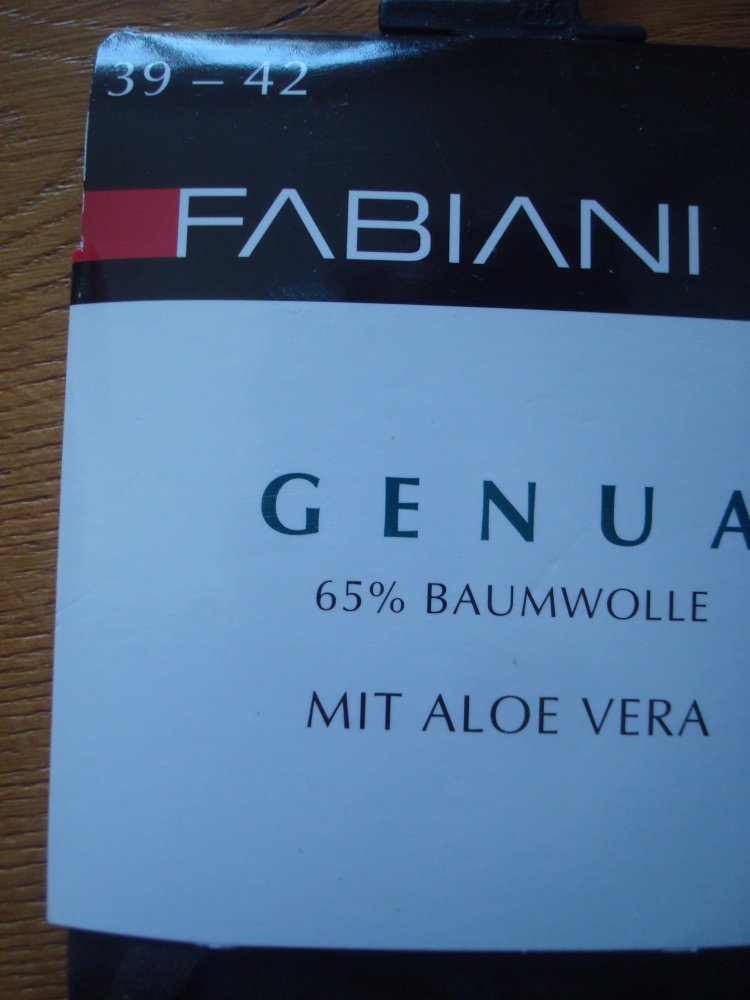 39 – 42
FABIANI
GENUA
65% BAUMWOLLE
MIT ALOE VERA